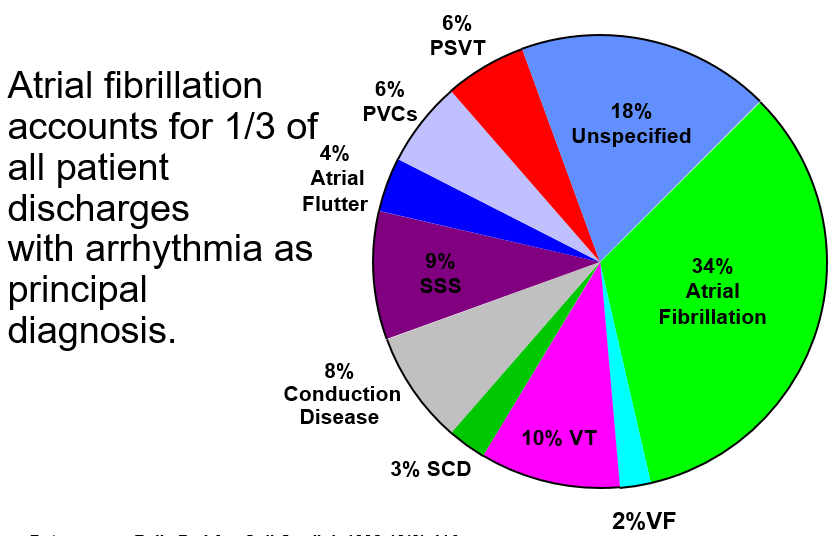 Atrial fibrillation
accounts for 1/3 of
all patient
discharges
with arrhythmia as
principal
diagnosis.
6%
PSVT
6%
PVCs
4%
Atrial
Flutter
18%
Unspecified
9%
SSS
34%
Atrial
Fibrillation
8%
Conduction
Disease
10% VT
3% SCD
2%VF